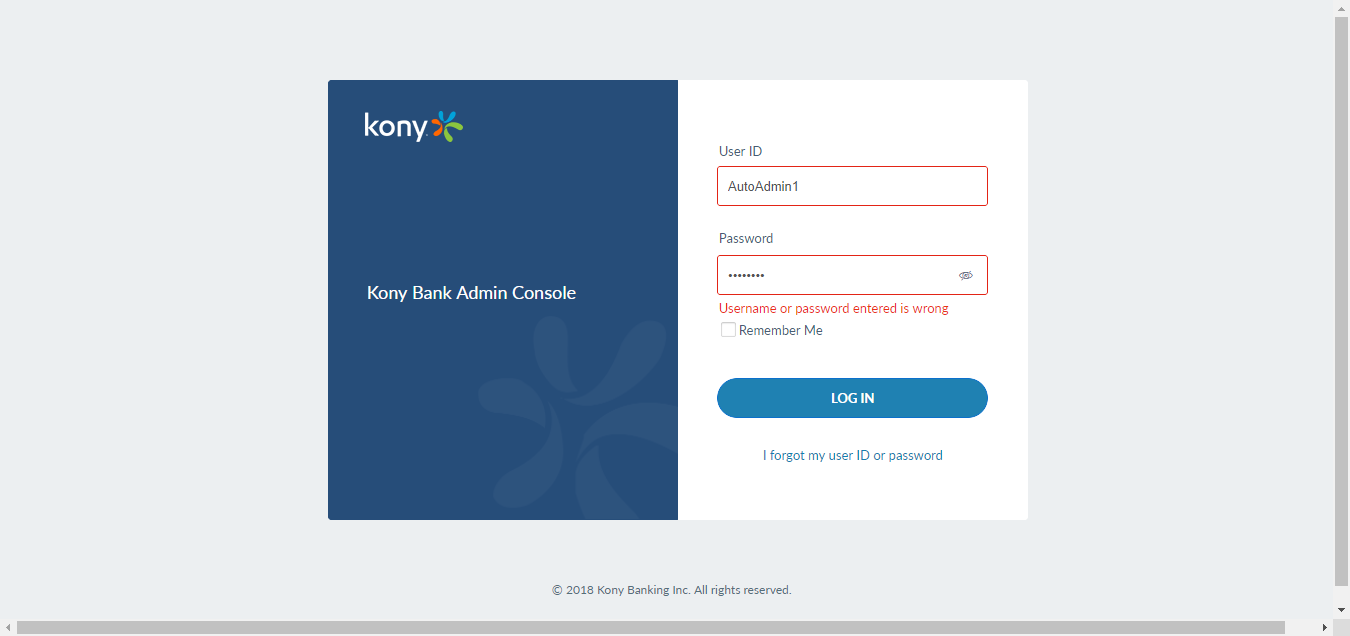 kony
Kony Bank Admin Console
User ID
AutoAdmin1
Password
••••••••
Username or password entered is wrong
Remember Me
LOG IN
I forgot my user ID or password
© 2018 Kony Banking Inc. All rights reserved.